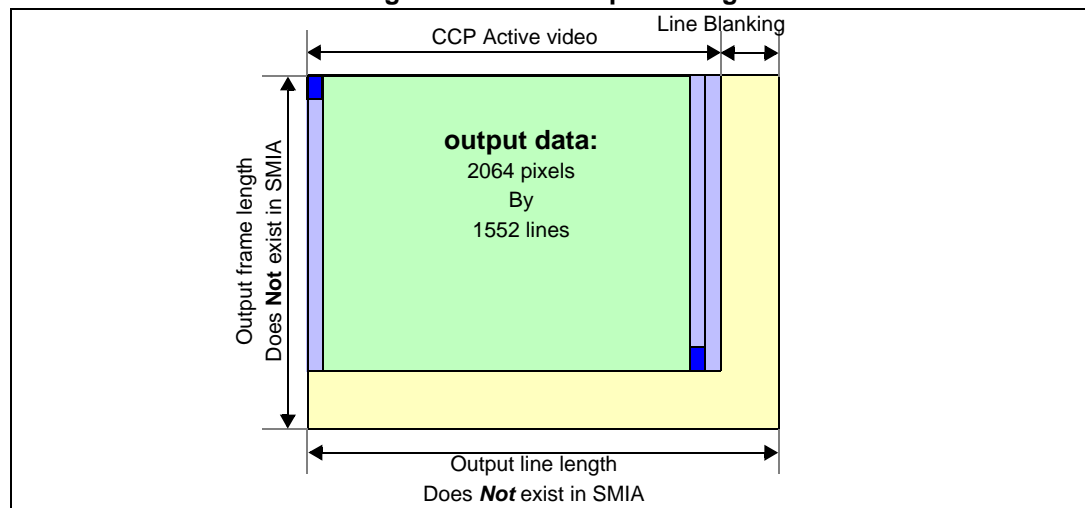 Line Blanking
CCP Active video
output data:
2064 pixels
By
1552 lines
Output frame length
Does Not exist in SMIA
Output line length
Does Not exist in SMIA